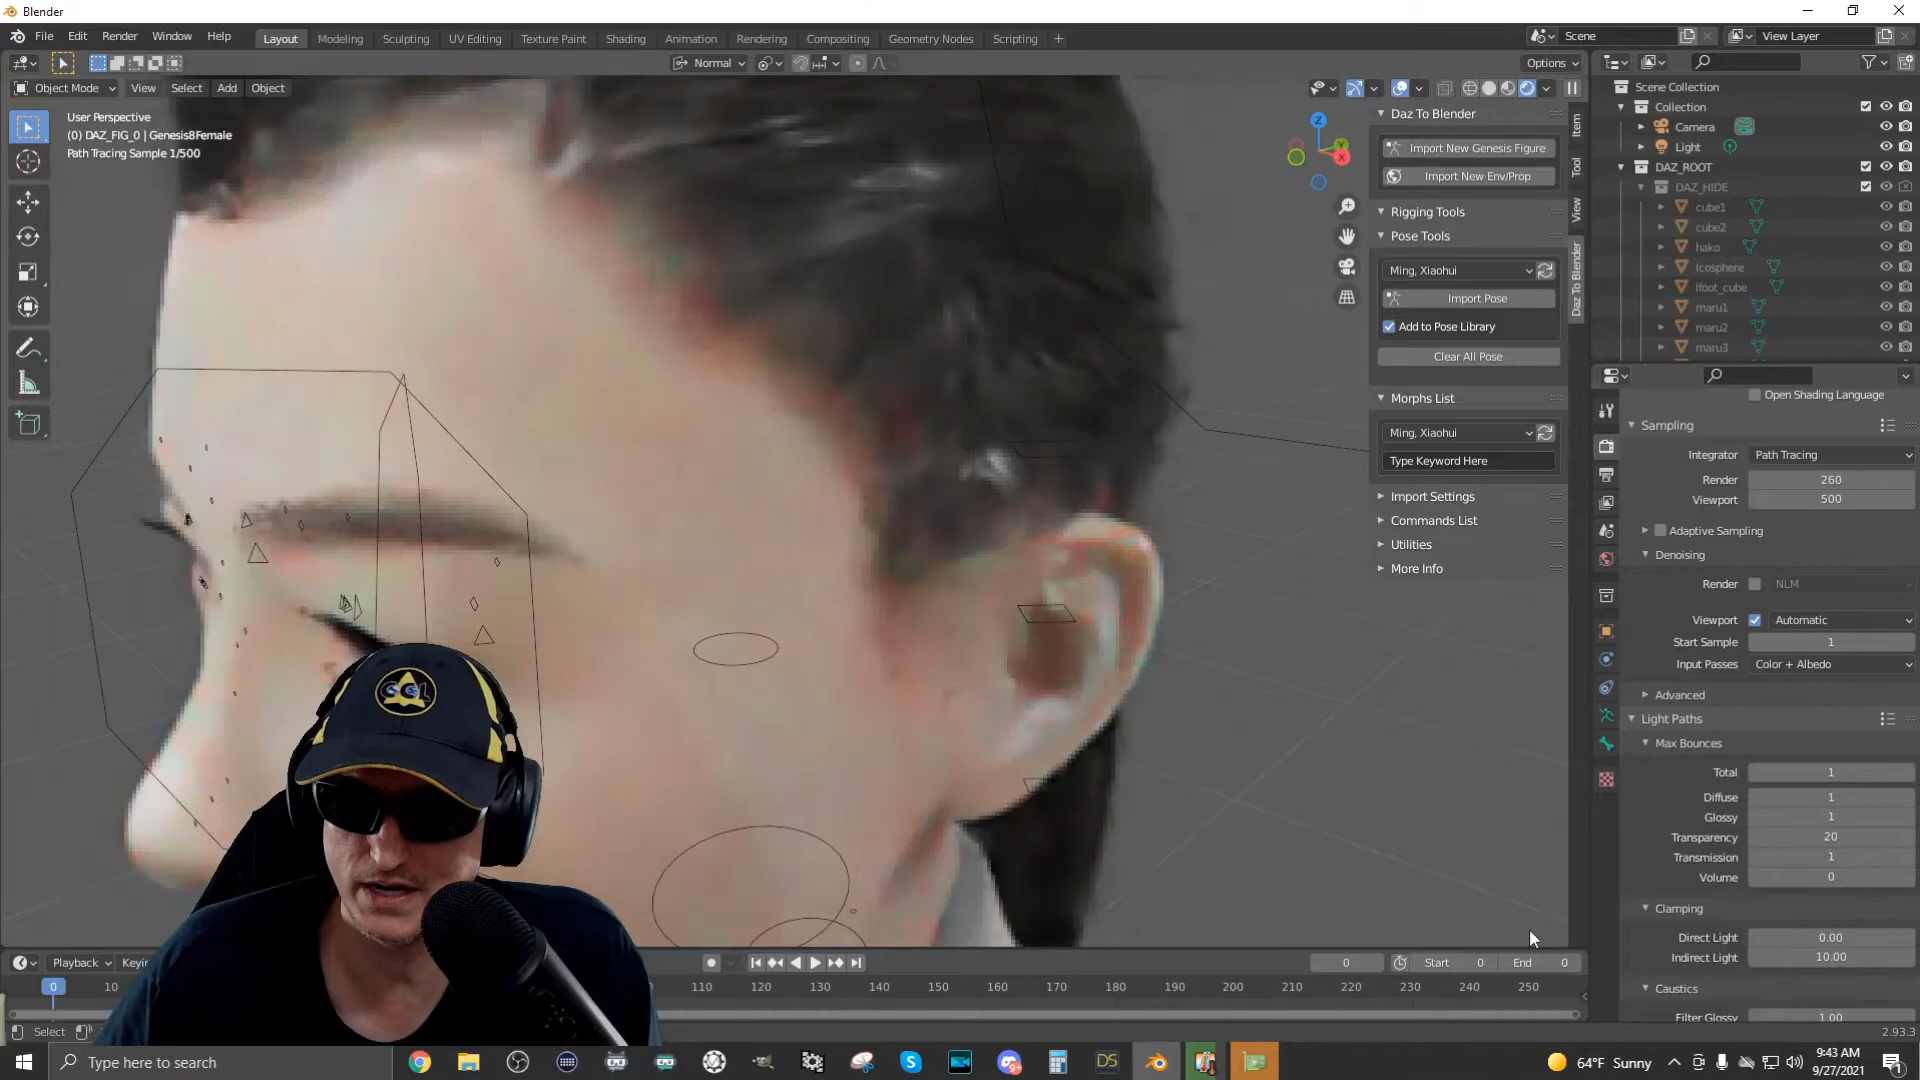 Blender
File Edit Render Window Help
Layout Modeling Sculpting UV Editing Texture Paint Shading Animation Rendering Compositing Geometry Nodes Scripting +
Scene
View Layer
Normal
Options
Object Mode View Select Add Object
User Perspective
(0) DAZ_FIG_0 | Genesis8Female
Path Tracing Sample 1/500
Z
Y
X
Daz To Blender
Import New Genesis Figure
Import New Env/Prop
Rigging Tools
Pose Tools
Ming, Xiaohui
Import Pose
Add to Pose Library
Clear All Pose
Morphs List
Ming, Xiaohui
Type Keyword Here
Import Settings
Commands List
Utilities
More Info
Item
Tool
View
Daz To Blender
Scene Collection
Collection
Camera
Light
DAZ_ROOT
DAZ_HIDE
cube1
cube2
hako
Icosphere
lfoot_cube
maru1
maru2
maru3
Open Shading Language
Sampling
Integrator Path Tracing
Render 260
Viewport 500
Adaptive Sampling
Denoising
Render NLM
Viewport Automatic
Start Sample 1
Input Passes Color + Albedo
Advanced
Light Paths
Max Bounces
Total 1
Diffuse 1
Glossy 1
Transparency 20
Transmission 1
Volume 0
Clamping
Direct Light 0.00
Indirect Light 10.00
Caustics
Filter Glossy 1.00
2.93.3
Playback Keyin
0 Start 0 End 0
0 10 110 120 130 140 150 160 170 180 190 200 210 220 230 240 250
Select
Type here to search
DS
9+
64°F Sunny
9:43 AM
9/27/2021
1